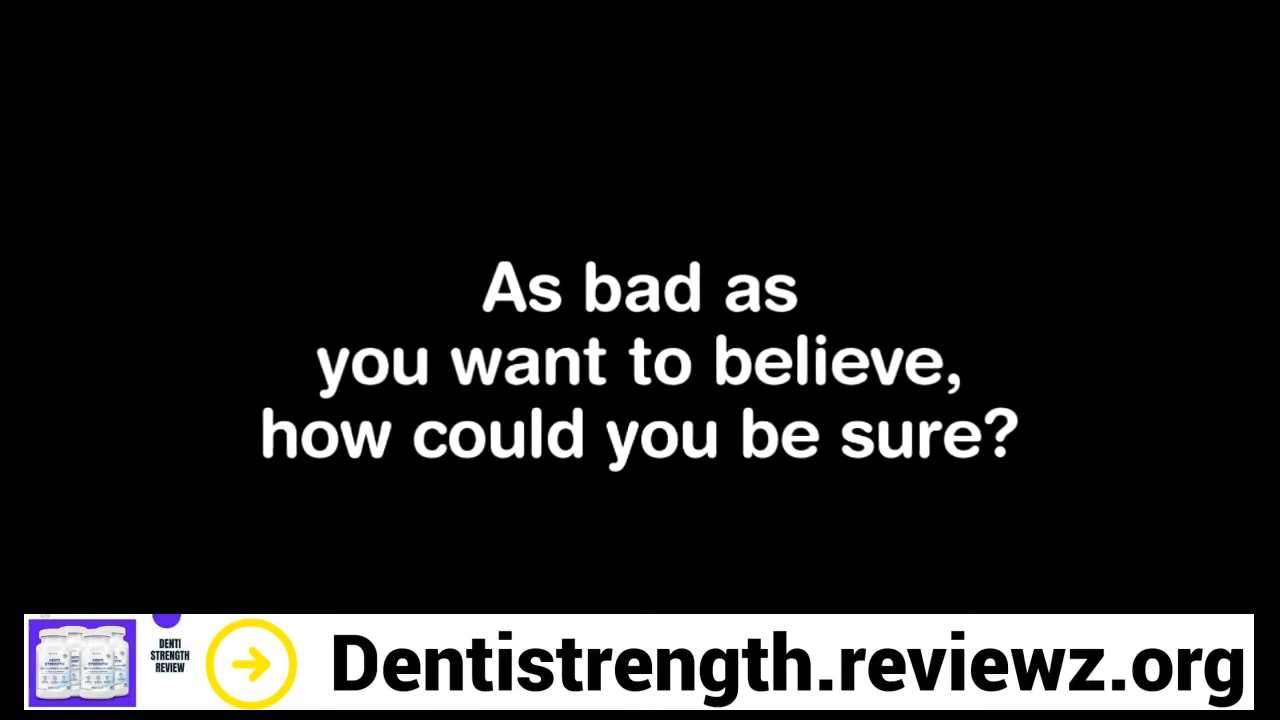 As bad as
you want to believe,
how could you be sure?
DENTI
STRENGTH
REVIEW
Dentistrength.reviewz.org